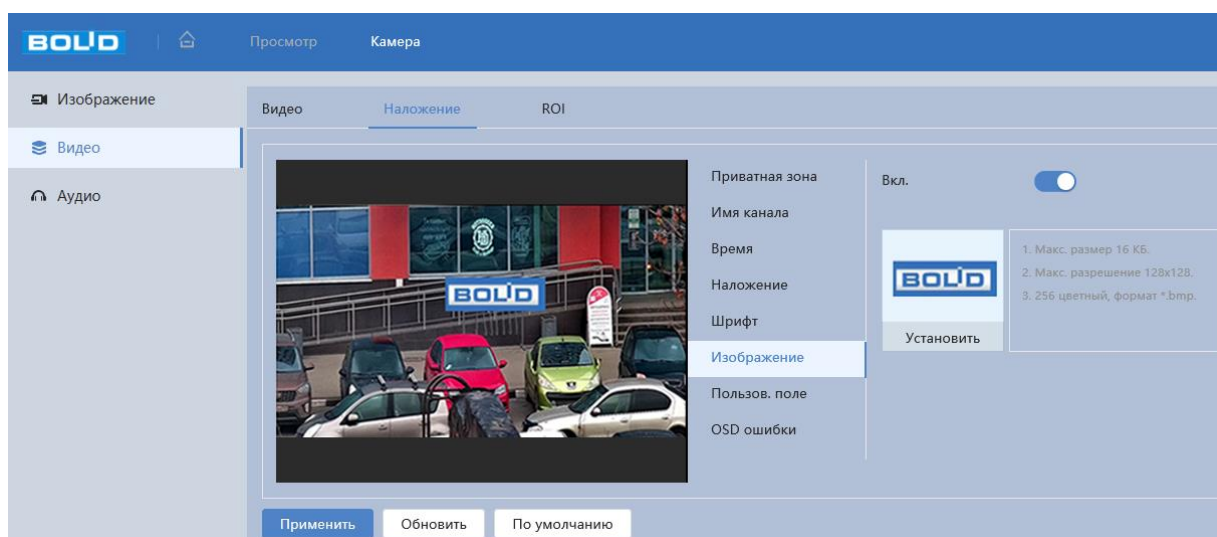 BOLID
Просмотр
Камера
Изображение
Видео
Аудио
Видео
Наложение
ROI
BOLID
Приватная зона
Имя канала
Время
Наложение
Шрифт
Изображение
Пользов. поле
OSD ошибки
Вкл.
BOLID
Установить
1. Макс. размер 16 КБ.
2. Макс. разрешение 128x128.
3. 256 цветный, формат *.bmp.
Применить
Обновить
По умолчанию